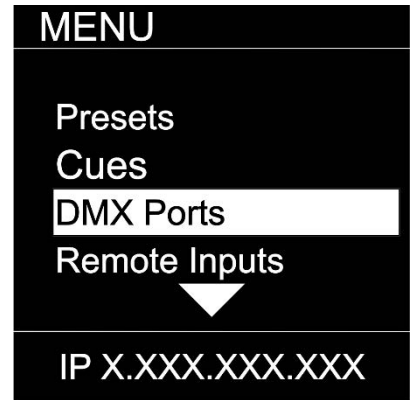 MENU
Presets
Cues
DMX Ports
Remote Inputs
IP X.XXX.XXX.XXX